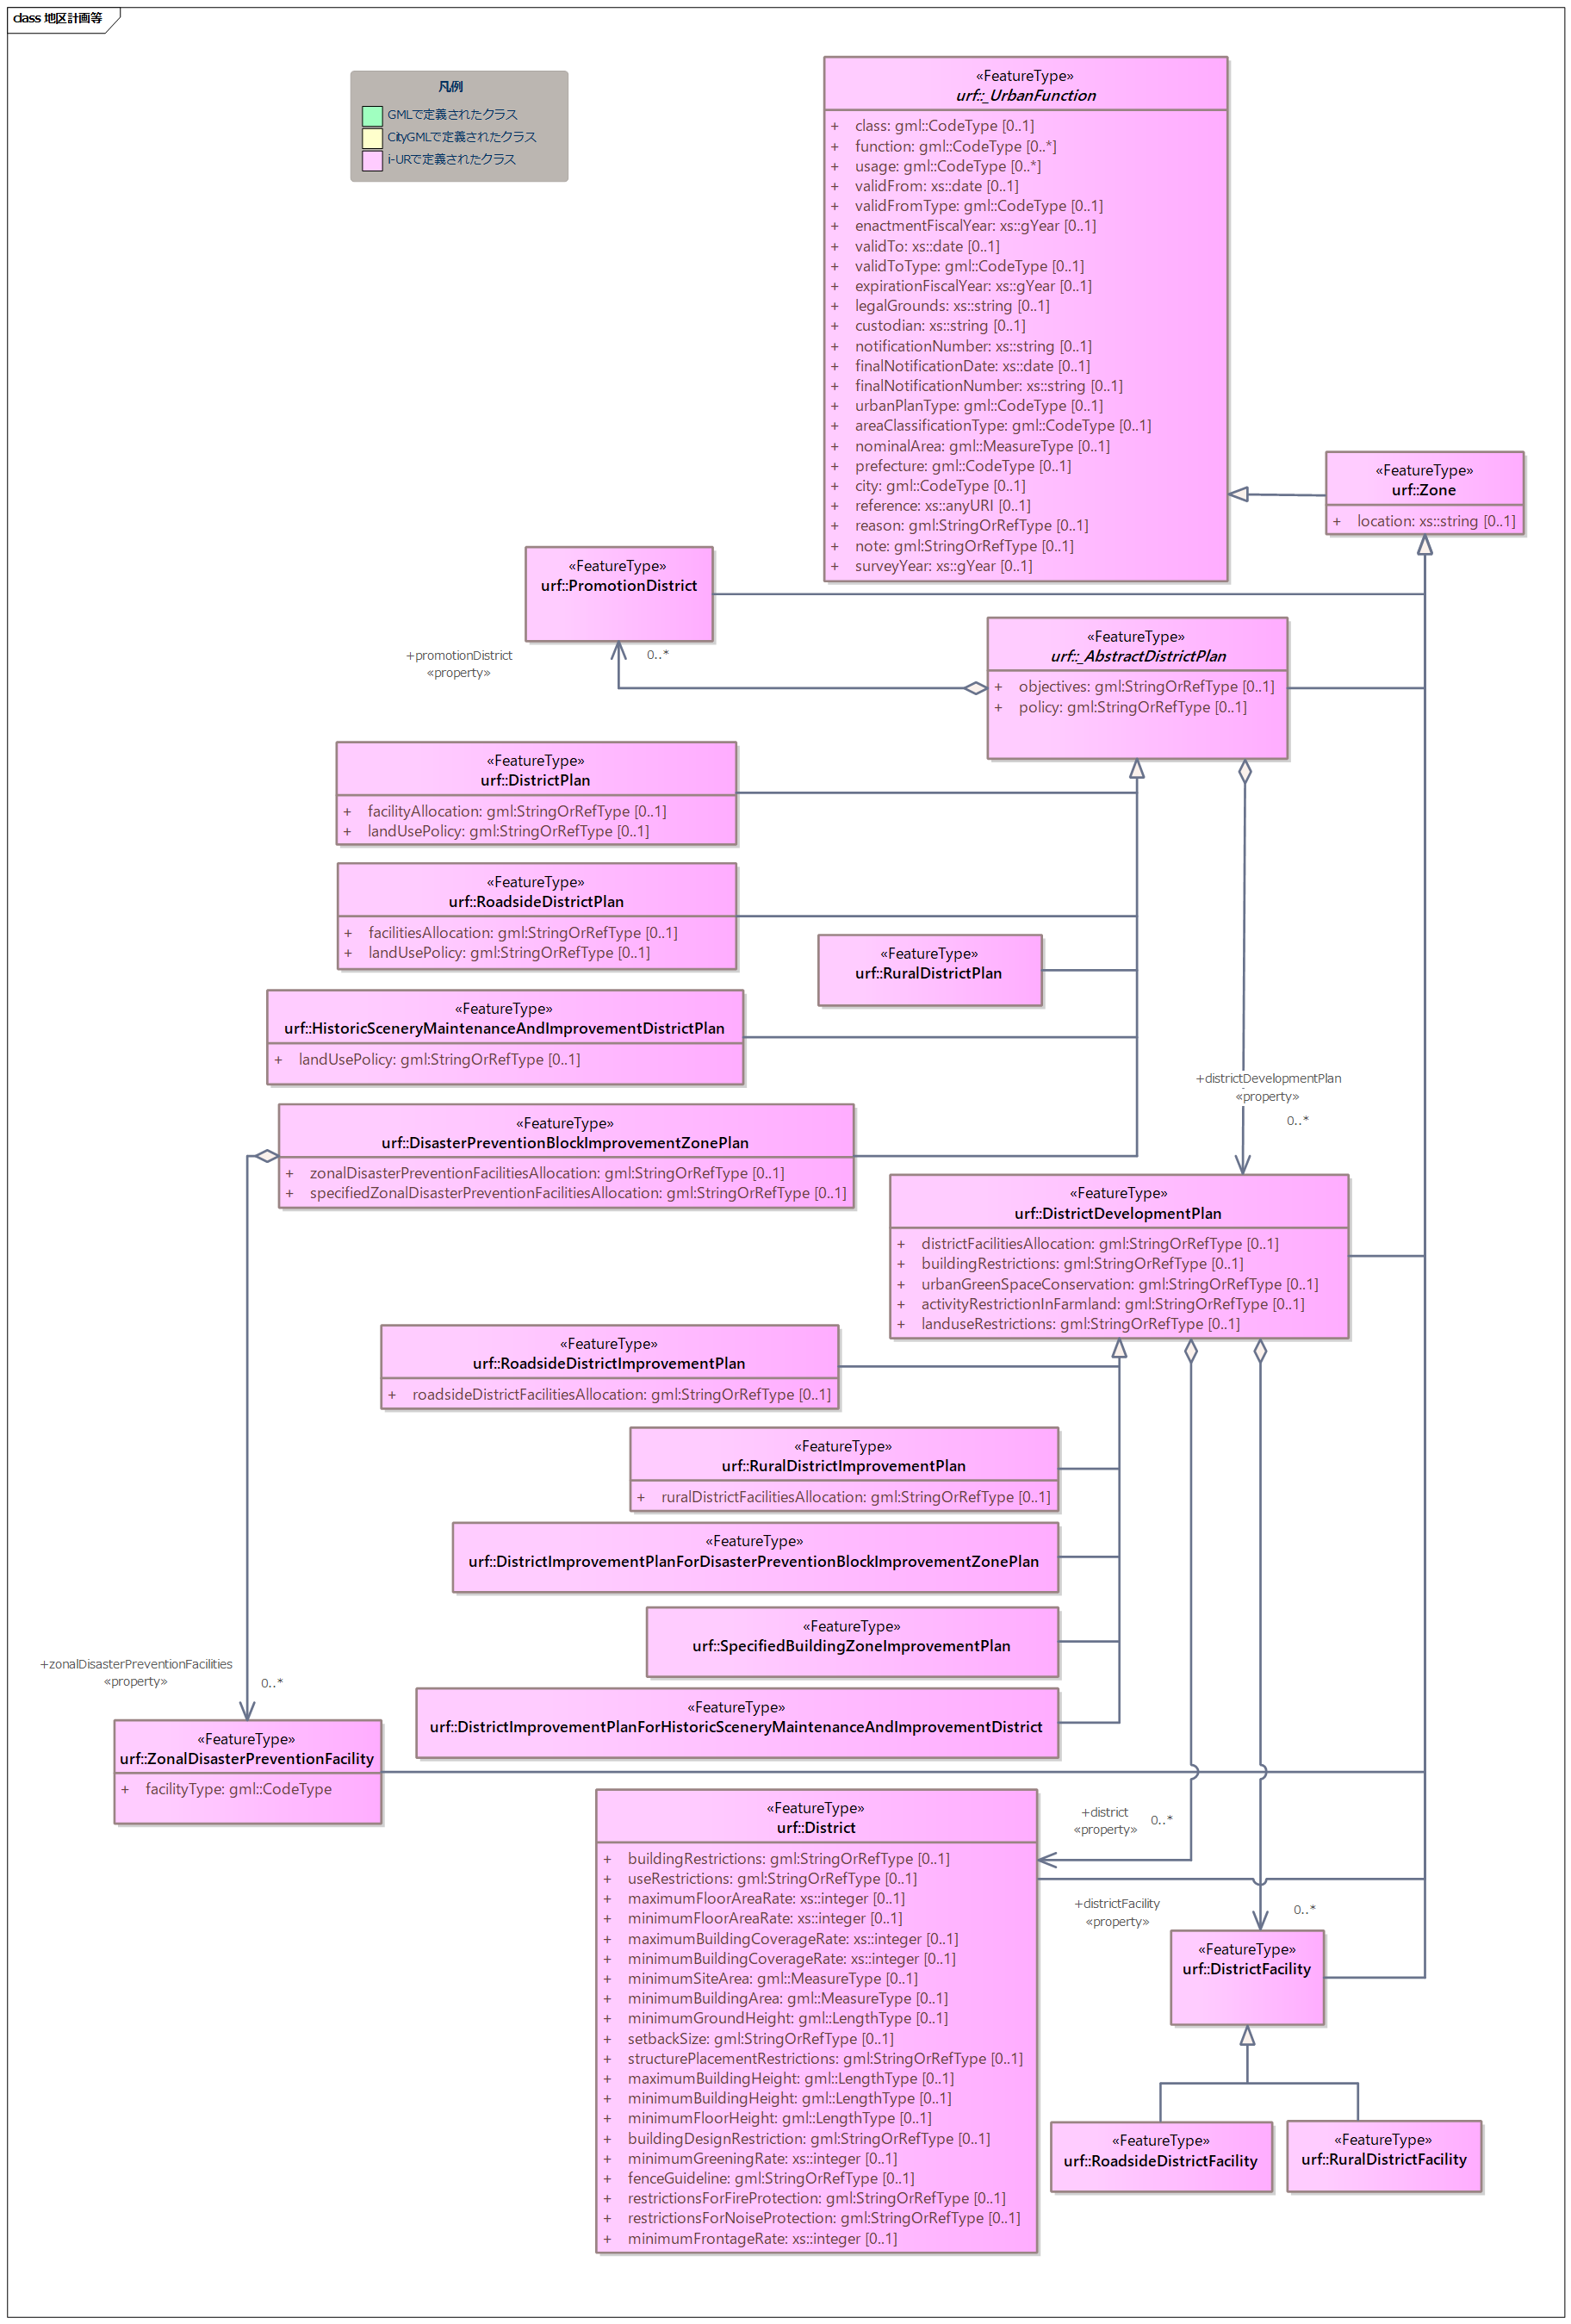 class 地区計画等
凡例
GMLで定義されたクラス
CityGMLで定義されたクラス
i-URで定義されたクラス
«FeatureType»
urf::_UrbanFunction
+ class: gml::CodeType [0..1]
+ function: gml::CodeType [0..*]
+ usage: gml::CodeType [0..*]
+ validFrom: xs::date [0..1]
+ validFromType: gml::CodeType [0..1]
+ enactmentFiscalYear: xs::gYear [0..1]
+ validTo: xs::date [0..1]
+ validToType: gml::CodeType [0..1]
+ expirationFiscalYear: xs::gYear [0..1]
+ legalGrounds: xs::string [0..1]
+ custodian: xs::string [0..1]
+ notificationNumber: xs::string [0..1]
+ finalNotificationDate: xs::date [0..1]
+ finalNotificationNumber: xs::string [0..1]
+ urbanPlanType: gml::CodeType [0..1]
+ areaClassificationType: gml::CodeType [0..1]
+ nominalArea: gml::MeasureType [0..1]
+ prefecture: gml::CodeType [0..1]
+ city: gml::CodeType [0..1]
+ reference: xs::anyURI [0..1]
+ reason: gml:StringOrRefType [0..1]
+ note: gml:StringOrRefType [0..1]
+ surveyYear: xs::gYear [0..1]
«FeatureType»
urf::Zone
+ location: xs::string [0..1]
«FeatureType»
urf::PromotionDistrict
+promotionDistrict
«property»
0..*
«FeatureType»
urf::_AbstractDistrictPlan
+ objectives: gml:StringOrRefType [0..1]
+ policy: gml:StringOrRefType [0..1]
«FeatureType»
urf::DistrictPlan
+ facilityAllocation: gml:StringOrRefType [0..1]
+ landUsePolicy: gml:StringOrRefType [0..1]
«FeatureType»
urf::RoadsideDistrictPlan
+ facilitiesAllocation: gml:StringOrRefType [0..1]
+ landUsePolicy: gml:StringOrRefType [0..1]
«FeatureType»
urf::RuralDistrictPlan
«FeatureType»
urf::HistoricSceneryMaintenanceAndImprovementDistrictPlan
+ landUsePolicy: gml:StringOrRefType [0..1]
+districtDevelopmentPlan
«property»
0..*
«FeatureType»
urf::DisasterPreventionBlockImprovementZonePlan
+ zonalDisasterPreventionFacilitiesAllocation: gml:StringOrRefType [0..1]
+ specifiedZonalDisasterPreventionFacilitiesAllocation: gml:StringOrRefType [0..1]
«FeatureType»
urf::DistrictDevelopmentPlan
+ districtFacilitiesAllocation: gml:StringOrRefType [0..1]
+ buildingRestrictions: gml:StringOrRefType [0..1]
+ urbanGreenSpaceConservation: gml:StringOrRefType [0..1]
+ activityRestrictionInFarmland: gml:StringOrRefType [0..1]
+ landuseRestrictions: gml:StringOrRefType [0..1]
«FeatureType»
urf::RoadsideDistrictImprovementPlan
+ roadsideDistrictFacilitiesAllocation: gml:StringOrRefType [0..1]
«FeatureType»
urf::RuralDistrictImprovementPlan
+ ruralDistrictFacilitiesAllocation: gml:StringOrRefType [0..1]
«FeatureType»
urf::DistrictImprovementPlanForDisasterPreventionBlockImprovementZonePlan
«FeatureType»
urf::SpecifiedBuildingZoneImprovementPlan
«FeatureType»
urf::DistrictImprovementPlanForHistoricSceneryMaintenanceAndImprovementDistrict
+zonalDisasterPreventionFacilities
«property»
0..*
«FeatureType»
urf::ZonalDisasterPreventionFacility
+ facilityType: gml::CodeType
«FeatureType»
urf::District
+ buildingRestrictions: gml:StringOrRefType [0..1]
+ useRestrictions: gml:StringOrRefType [0..1]
+ maximumFloorAreaRate: xs::integer [0..1]
+ minimumFloorAreaRate: xs::integer [0..1]
+ maximumBuildingCoverageRate: xs::integer [0..1]
+ minimumBuildingCoverageRate: xs::integer [0..1]
+ minimumSiteArea: gml::MeasureType [0..1]
+ minimumBuildingArea: gml::MeasureType [0..1]
+ minimumGroundHeight: gml::LengthType [0..1]
+ setbackSize: gml:StringOrRefType [0..1]
+ structurePlacementRestrictions: gml:StringOrRefType [0..1]
+ maximumBuildingHeight: gml::LengthType [0..1]
+ minimumBuildingHeight: gml::LengthType [0..1]
+ minimumFloorHeight: gml::LengthType [0..1]
+ buildingDesignRestriction: gml:StringOrRefType [0..1]
+ minimumGreeningRate: xs::integer [0..1]
+ fenceGuideline: gml:StringOrRefType [0..1]
+ restrictionsForFireProtection: gml:StringOrRefType [0..1]
+ restrictionsForNoiseProtection: gml:StringOrRefType [0..1]
+ minimumFrontageRate: xs::integer [0..1]
+district
«property»
0..*
+districtFacility
«property»
0..*
«FeatureType»
urf::DistrictFacility
«FeatureType»
urf::RoadsideDistrictFacility
«FeatureType»
urf::RuralDistrictFacility